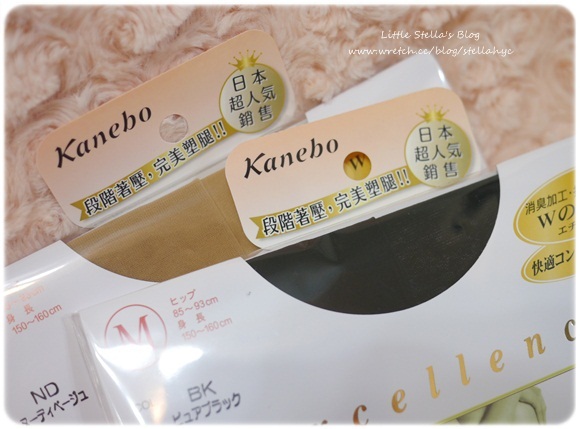 Little Stella's Blog
www.wretch.cc/blog/stellahyc
Kanebo
日本
超人気
銷售
段階著壓,完美塑腿!!
Kanebo
W
日本
超人気
銷售
段階著壓,完美塑腿!!
消臭加工
Wの
エチ
快適コン
身長
150~160cm
M
ヒップ
85~93cm
身長
150~160cm
ND
ーディベージュ
BK
ピュアブラック
xcellenc